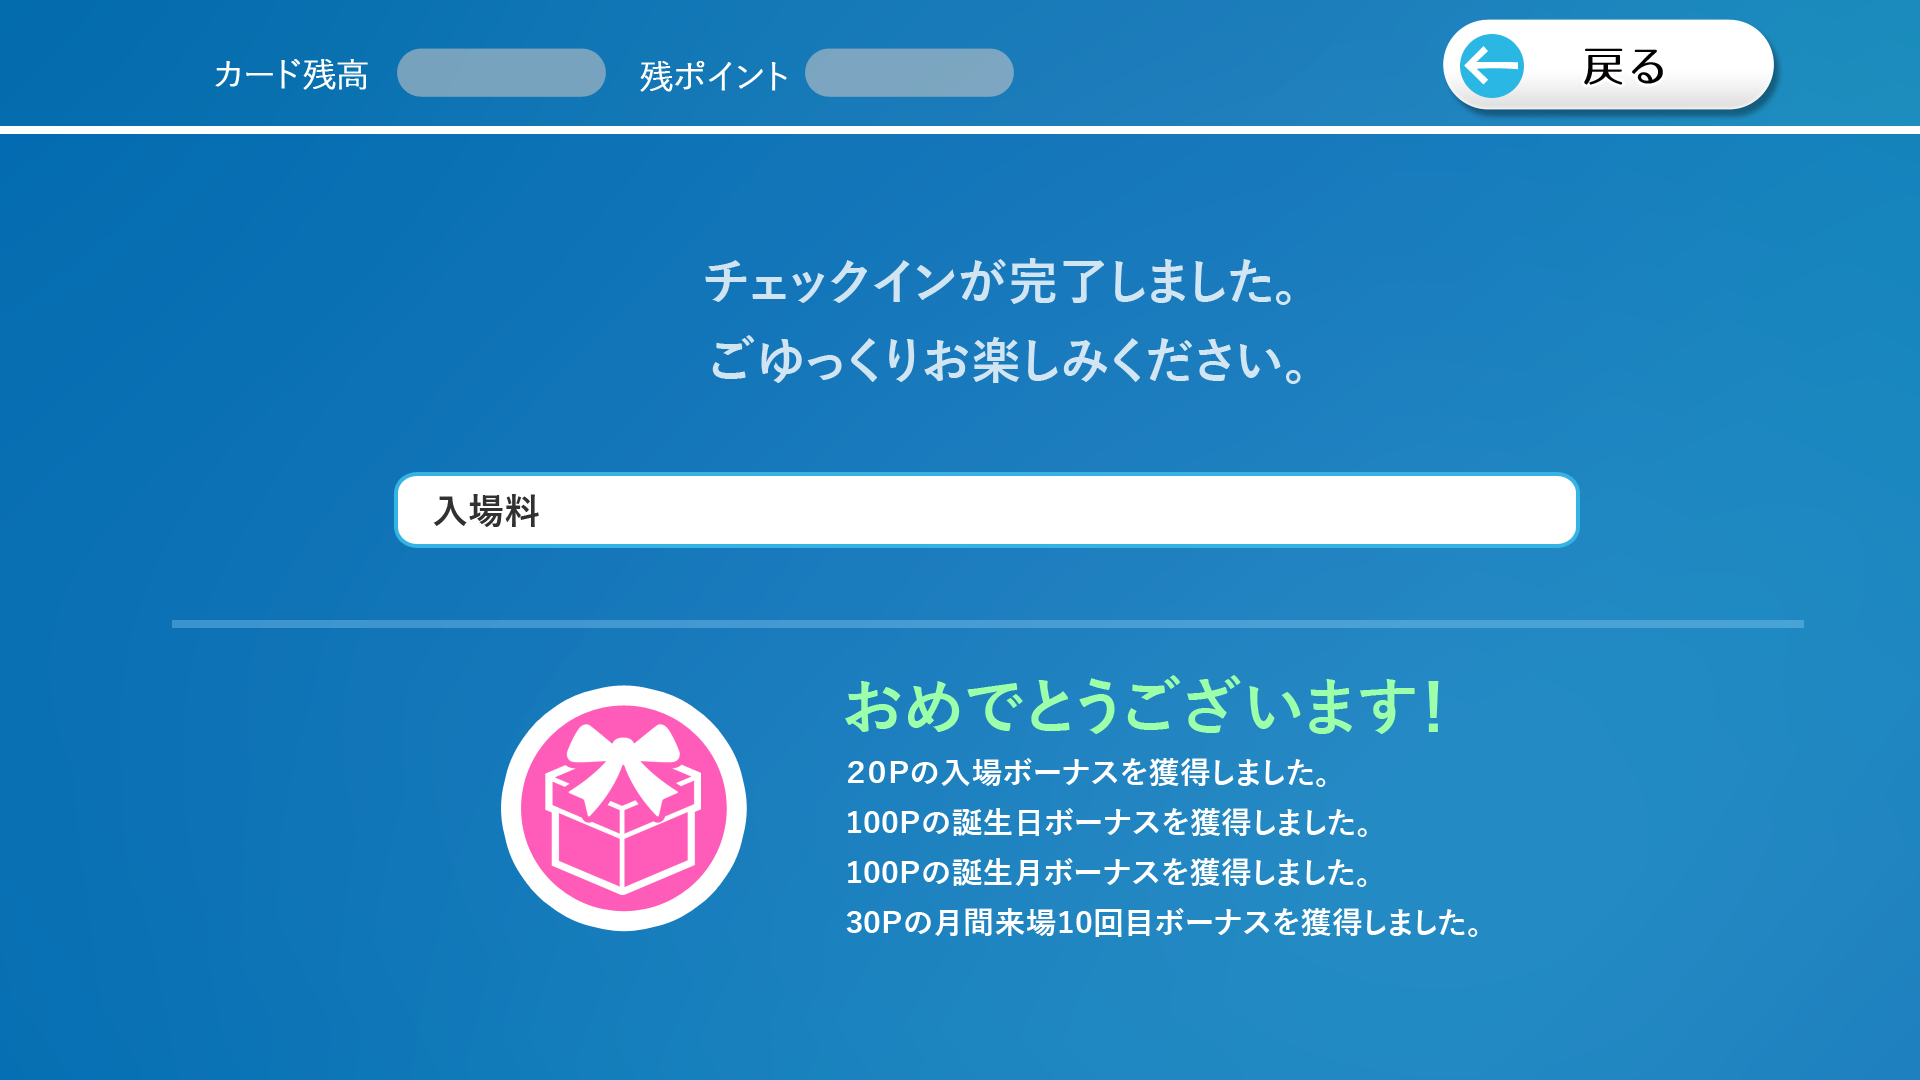 カード残高
残ポイント
戻る
チェックインが完了しました。
ごゆっくりお楽しみください。
入場料
おめでとうございます!
20Pの入場ボーナスを獲得しました。
100Pの誕生日ボーナスを獲得しました。
100Pの誕生月ボーナスを獲得しました。
30Pの月間来場10回目ボーナスを獲得しました。